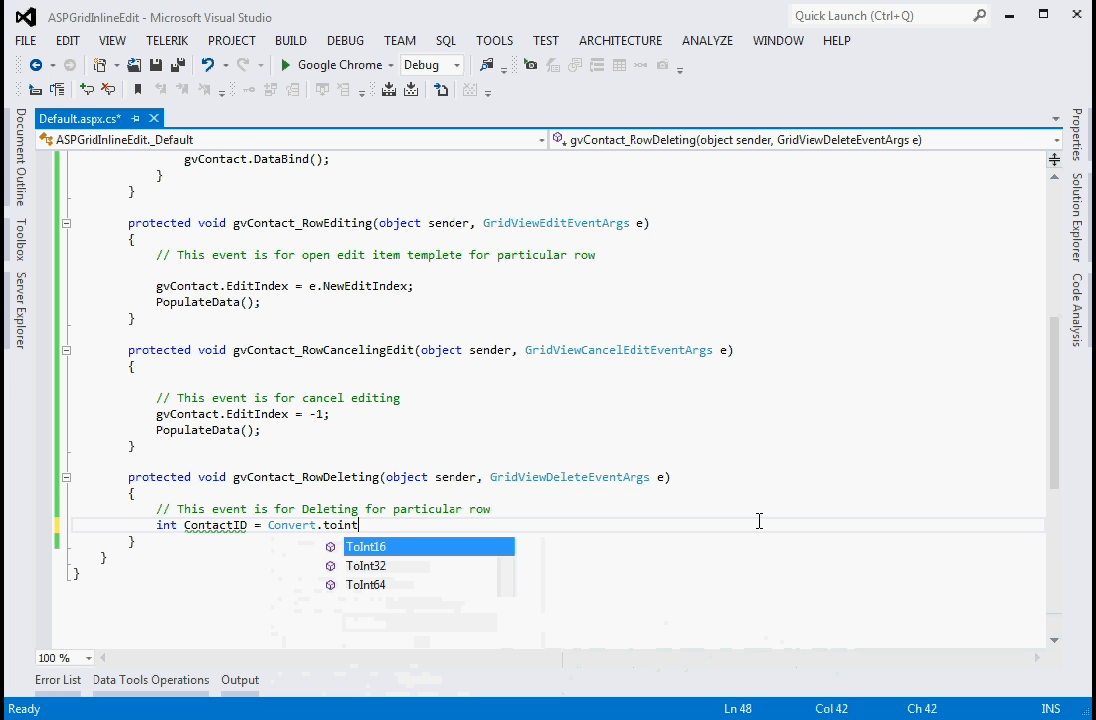 ASPGridInlineEdit - Microsoft Visual Studio
Quick Launch (Ctrl+Q)
FILE EDIT VIEW TELERIK PROJECT BUILD DEBUG TEAM SQL TOOLS TEST ARCHITECTURE ANALYZE WINDOW HELP
Google Chrome Debug
Default.aspx.cs*
ASPGridInlineEdit._Default
gvContact_RowDeleting(object sender, GridViewDeleteEventArgs e)
Document Outline
Toolbox
Server Explorer
gvContact.DataBind();
}
}
protected void gvContact_RowEditing(object sender, GridViewEditEventArgs e)
{
// This event is for open edit item templete for particular row
gvContact.EditIndex = e.NewEditIndex;
PopulateData();
}
protected void gvContact_RowCancelingEdit(object sender, GridViewCancelEditEventArgs e)
{
// This event is for cancel editing
gvContact.EditIndex = -1;
PopulateData();
}
protected void gvContact_RowDeleting(object sender, GridViewDeleteEventArgs e)
{
// This event is for Deleting for particular row
int ContactID = Convert.toint
}
}
}
ToInt16
ToInt32
ToInt64
Properties
Solution Explorer
Code Analysis
100 %
Error List Data Tools Operations Output
Ready Ln 48 Col 42 Ch 42 INS